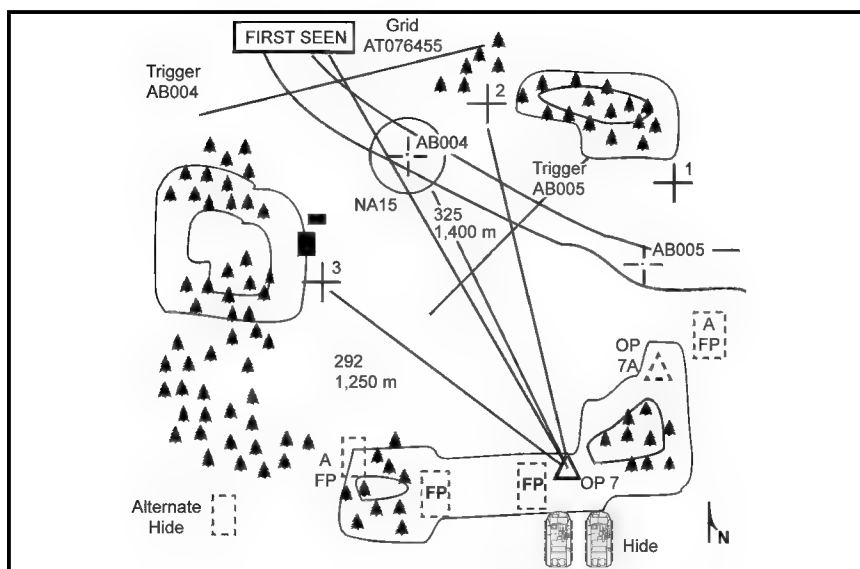 FIRST SEEN
Grid
AT076455
Trigger
AB004
2
AB004
1
Trigger
AB005
NA15
325
1,400 m
AB005
3
A
FP
OP
7A
292
1,250 m
A
FP
FP
FP
OP 7
Alternate
Hide
Hide
N